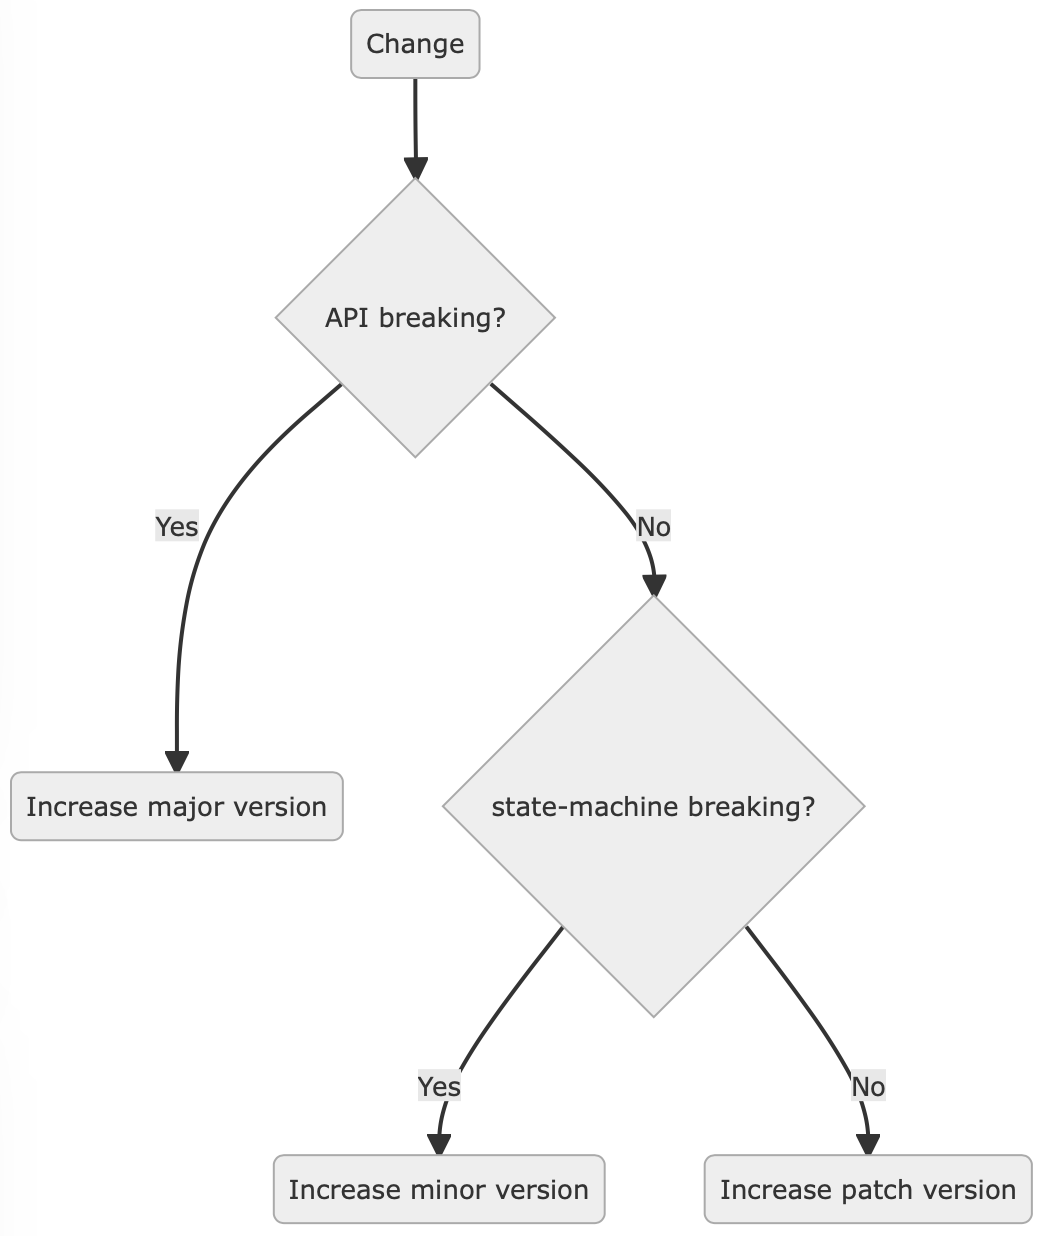 Change
API breaking?
Yes
No
Increase major version
state-machine breaking?
Yes
No
Increase minor version
Increase patch version